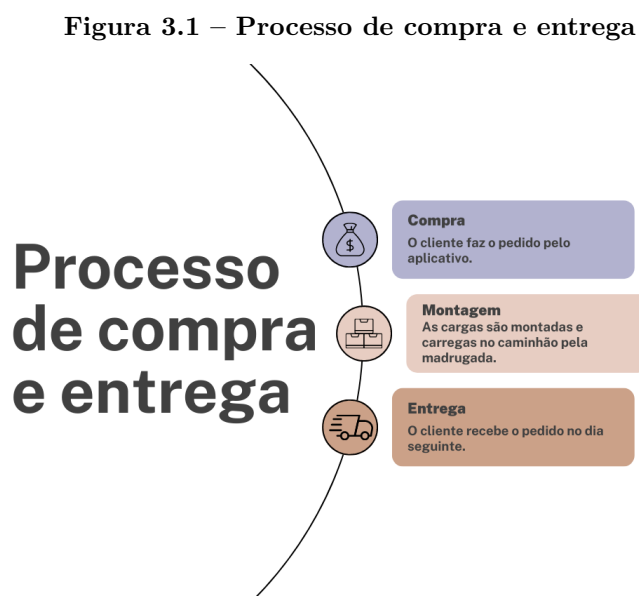 Figura 3.1 – Processo de compra e entrega
Processo
de compra
e entrega
$
Compra
O cliente faz o pedido pelo
aplicativo.
Montagem
As cargas são montadas e
carregas no caminhão pela
madrugada.
Entrega
O cliente recebe o pedido no dia
seguinte.